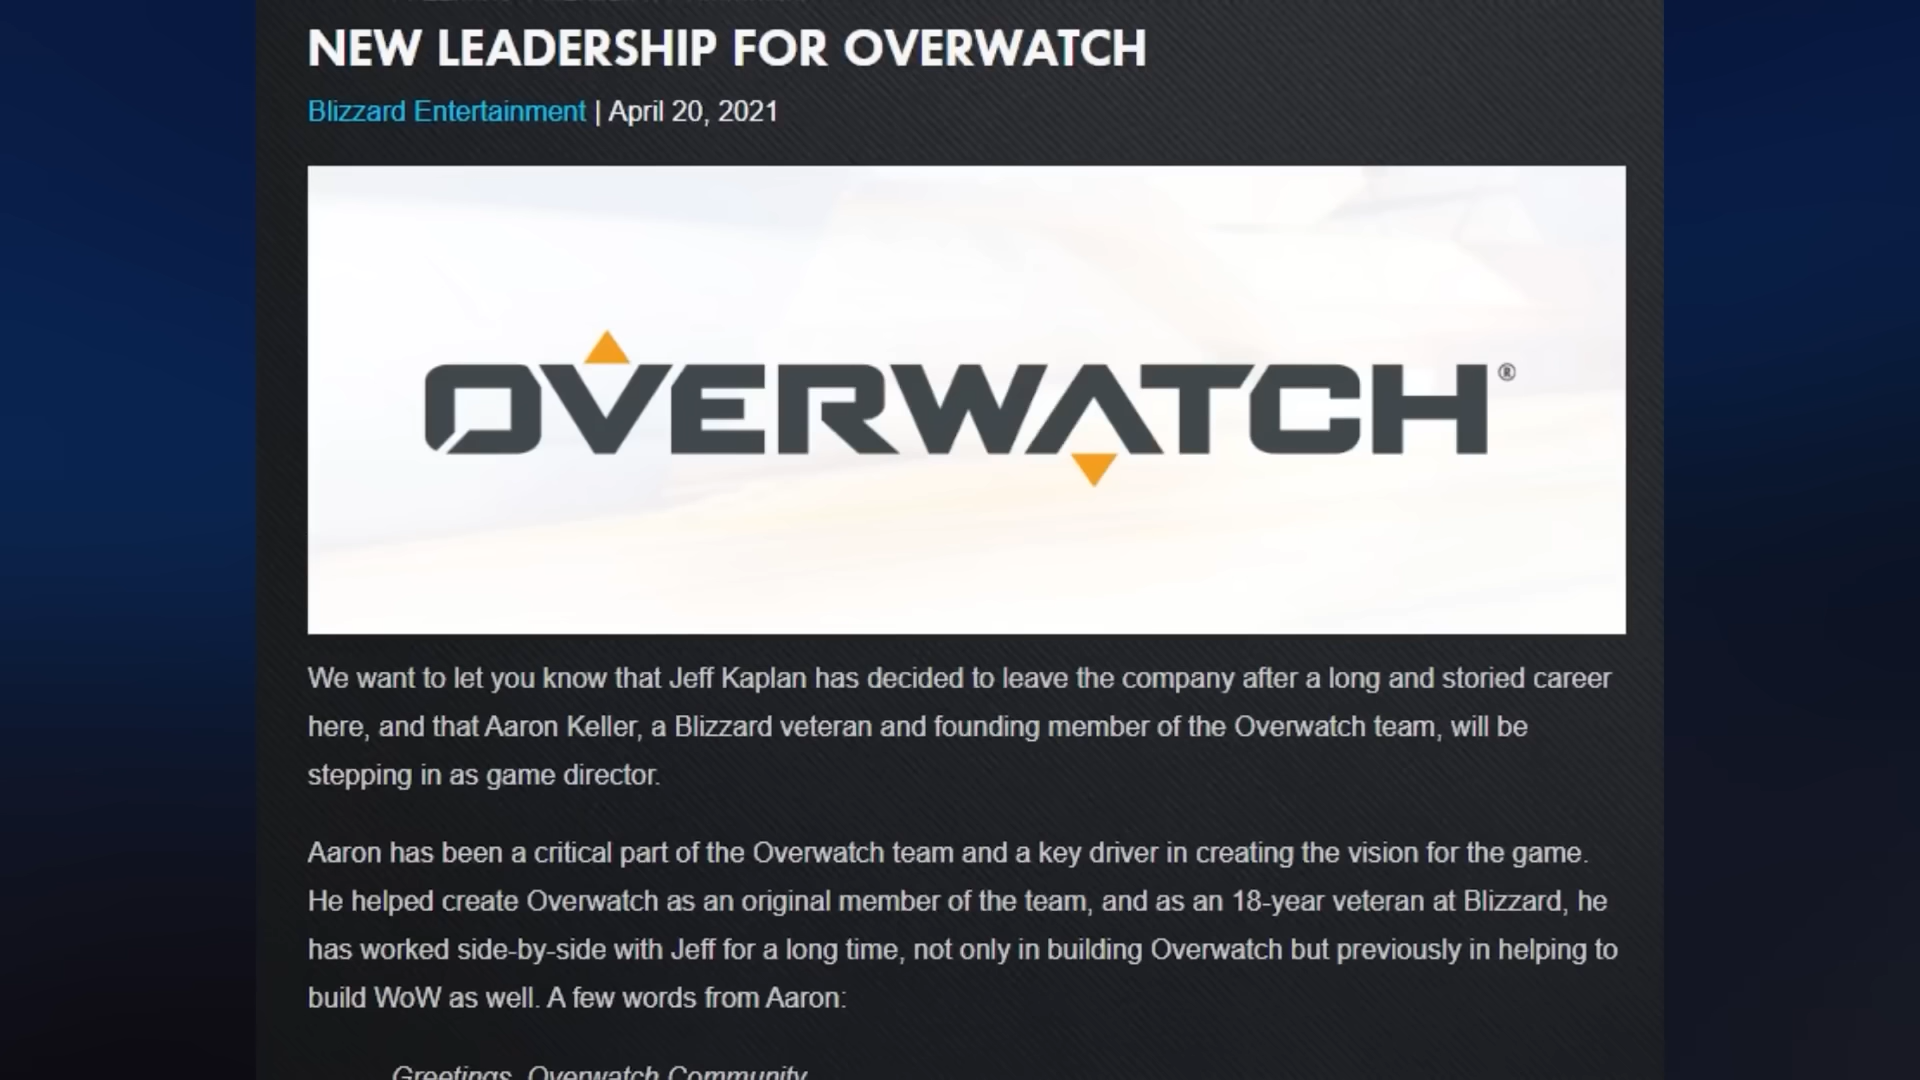 NEW LEADERSHIP FOR OVERWATCH
Blizzard Entertainment | April 20, 2021
OVERWATCH®
We want to let you know that Jeff Kaplan has decided to leave the company after a long and storied career
here, and that Aaron Keller, a Blizzard veteran and founding member of the Overwatch team, will be
stepping in as game director.
Aaron has been a critical part of the Overwatch team and a key driver in creating the vision for the game.
He helped create Overwatch as an original member of the team, and as an 18-year veteran at Blizzard, he
has worked side-by-side with Jeff for a long time, not only in building Overwatch but previously in helping to
build WoW as well. A few words from Aaron:
Greetings, Overwatch Community